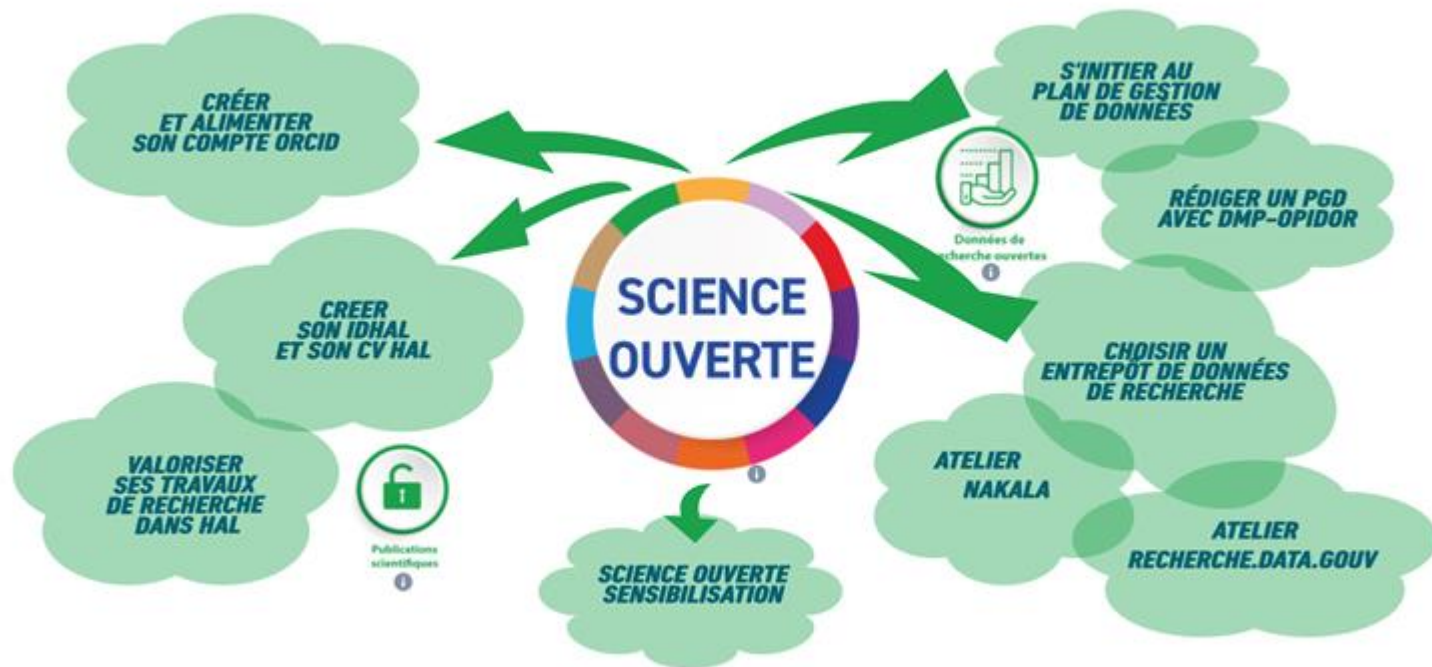 CRÉER
ET ALIMENTER
SON COMPTE ORCID
CREER
SON IDHAL
ET SON CV HAL
VALORISER
SES TRAVAUX
DE RECHERCHE
DANS HAL
Publications
scientifiques
i
SCIENCE
OUVERTE
i
SCIENCE OUVERTE
SENSIBILISATION
S'INITIER AU
PLAN DE GESTION
DE DONNÉES
Données de
echerche ouvertes
i
RÉDIGER UN PGD
AVEC DMP-OPIDOR
CHOISIR UN
ENTREPÔT DE DONNÉES
DE RECHERCHE
ATELIER
NAKALA
ATELIER
RECHERCHE.DATA.GOUV